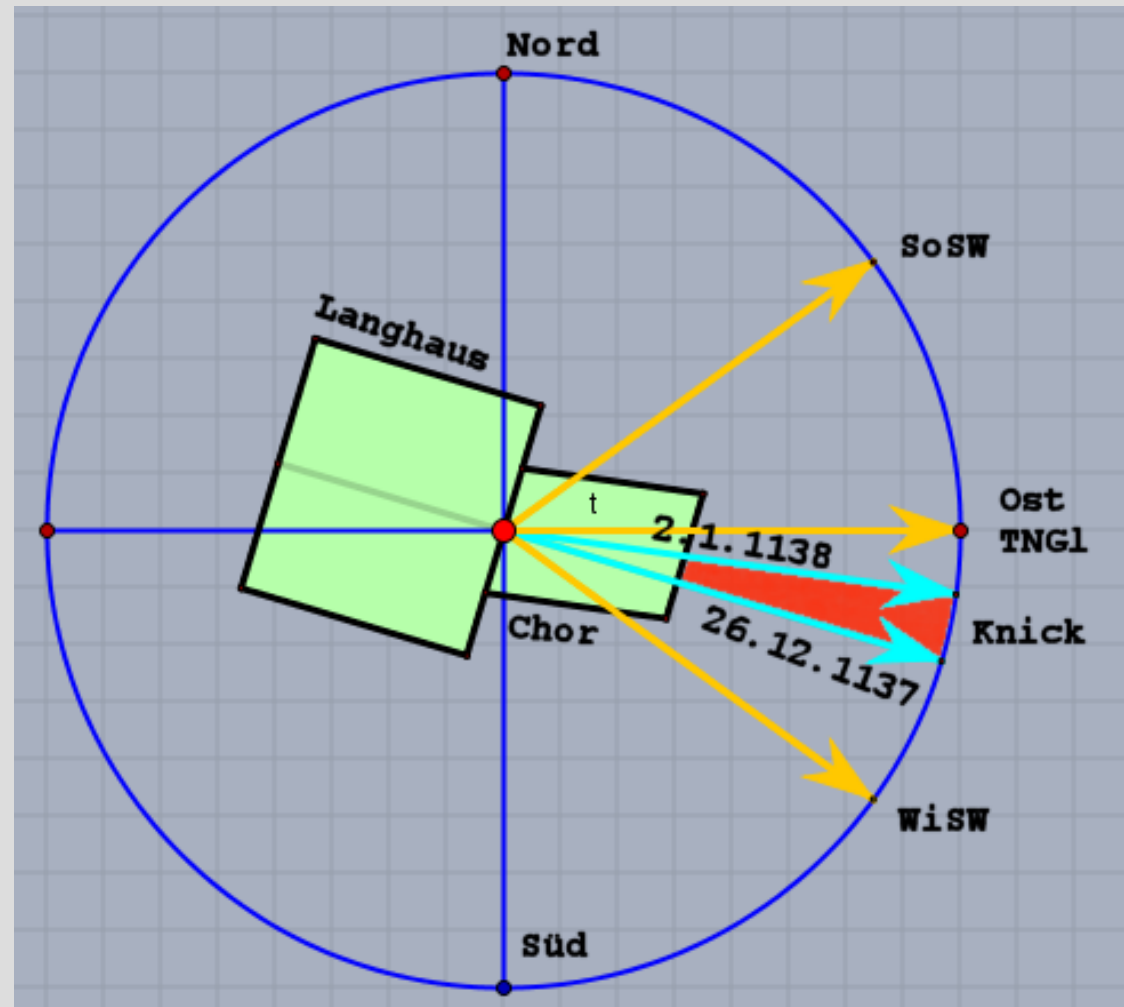 Nord
SoSW
Langhaus
t
Ost
TNGl
2.1.1138
Chor
26.12.1137
Knick
WiSW
Süd